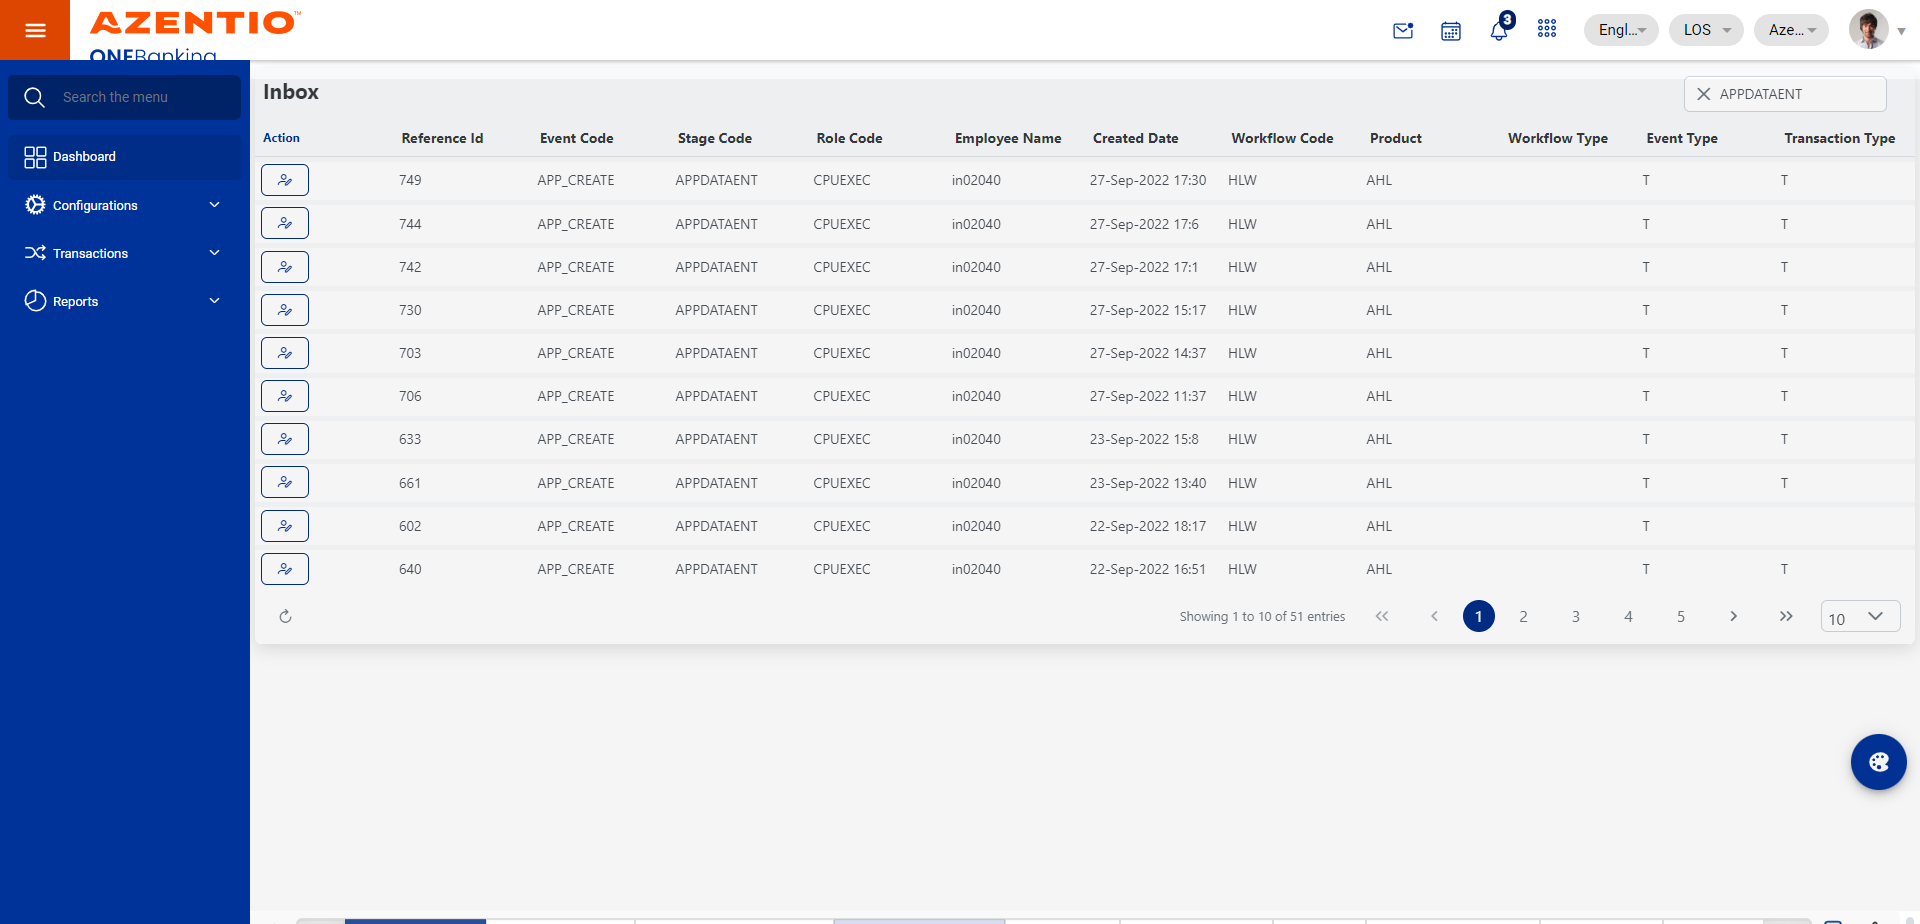 AZENTIO™
ONEBanking
3
Engl...
LOS
Aze...
Search the menu
Dashboard
Configurations
Transactions
Reports
Inbox
APPDATAENT
Action Reference Id Event Code Stage Code Role Code Employee Name Created Date Workflow Code Product Workflow Type Event Type Transaction Type
749 APP_CREATE APPDATAENT CPUEXEC in02040 27-Sep-2022 17:30 HLW AHL T T
744 APP_CREATE APPDATAENT CPUEXEC in02040 27-Sep-2022 17:6 HLW AHL T T
742 APP_CREATE APPDATAENT CPUEXEC in02040 27-Sep-2022 17:1 HLW AHL T T
730 APP_CREATE APPDATAENT CPUEXEC in02040 27-Sep-2022 15:17 HLW AHL T T
703 APP_CREATE APPDATAENT CPUEXEC in02040 27-Sep-2022 14:37 HLW AHL T T
706 APP_CREATE APPDATAENT CPUEXEC in02040 27-Sep-2022 11:37 HLW AHL T T
633 APP_CREATE APPDATAENT CPUEXEC in02040 23-Sep-2022 15:8 HLW AHL T T
661 APP_CREATE APPDATAENT CPUEXEC in02040 23-Sep-2022 13:40 HLW AHL T T
602 APP_CREATE APPDATAENT CPUEXEC in02040 22-Sep-2022 18:17 HLW AHL T
640 APP_CREATE APPDATAENT CPUEXEC in02040 22-Sep-2022 16:51 HLW AHL T T
Showing 1 to 10 of 51 entries 1 2 3 4 5 10